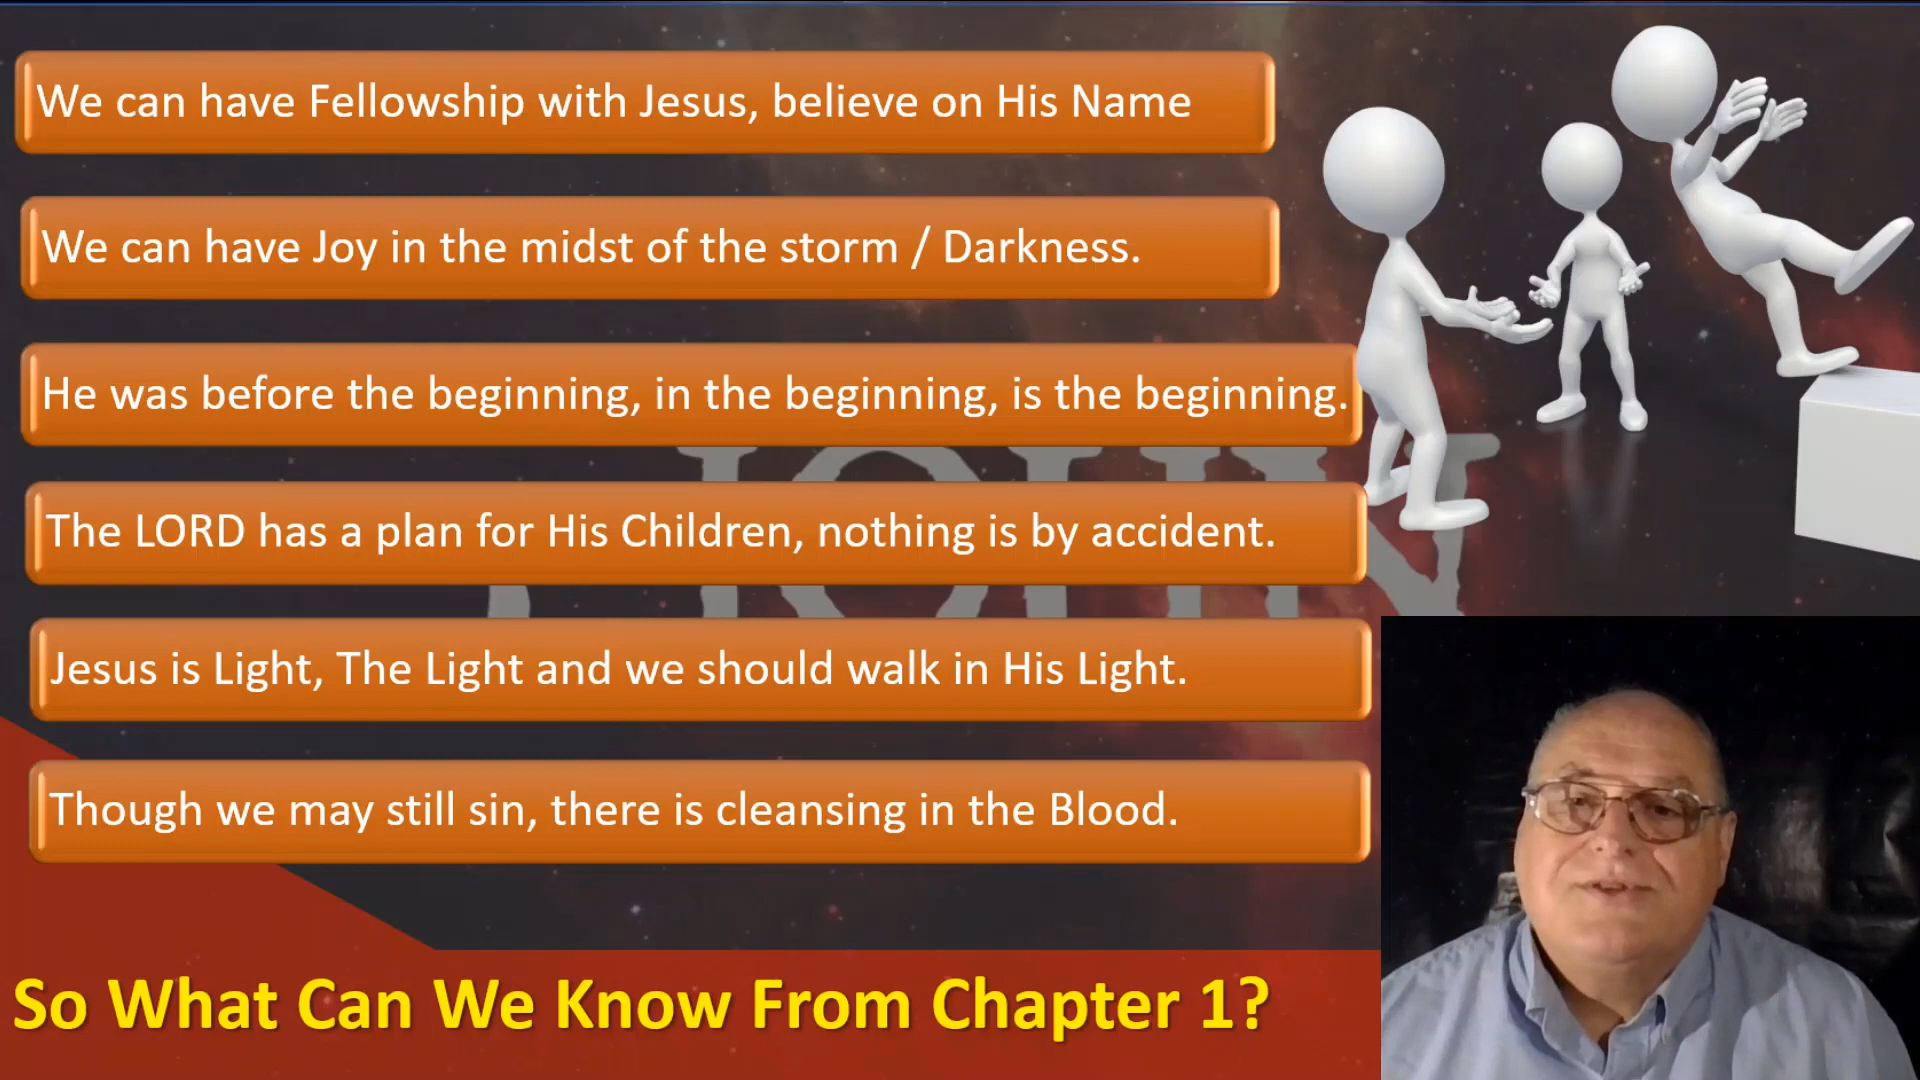 We can have Fellowship with Jesus, believe on His Name
We can have Joy in the midst of the storm / Darkness.
He was before the beginning, in the beginning, is the beginning.
The LORD has a plan for His Children, nothing is by accident.
Jesus is Light, The Light and we should walk in His Light.
Though we may still sin, there is cleansing in the Blood.
So What Can We Know From Chapter 1?